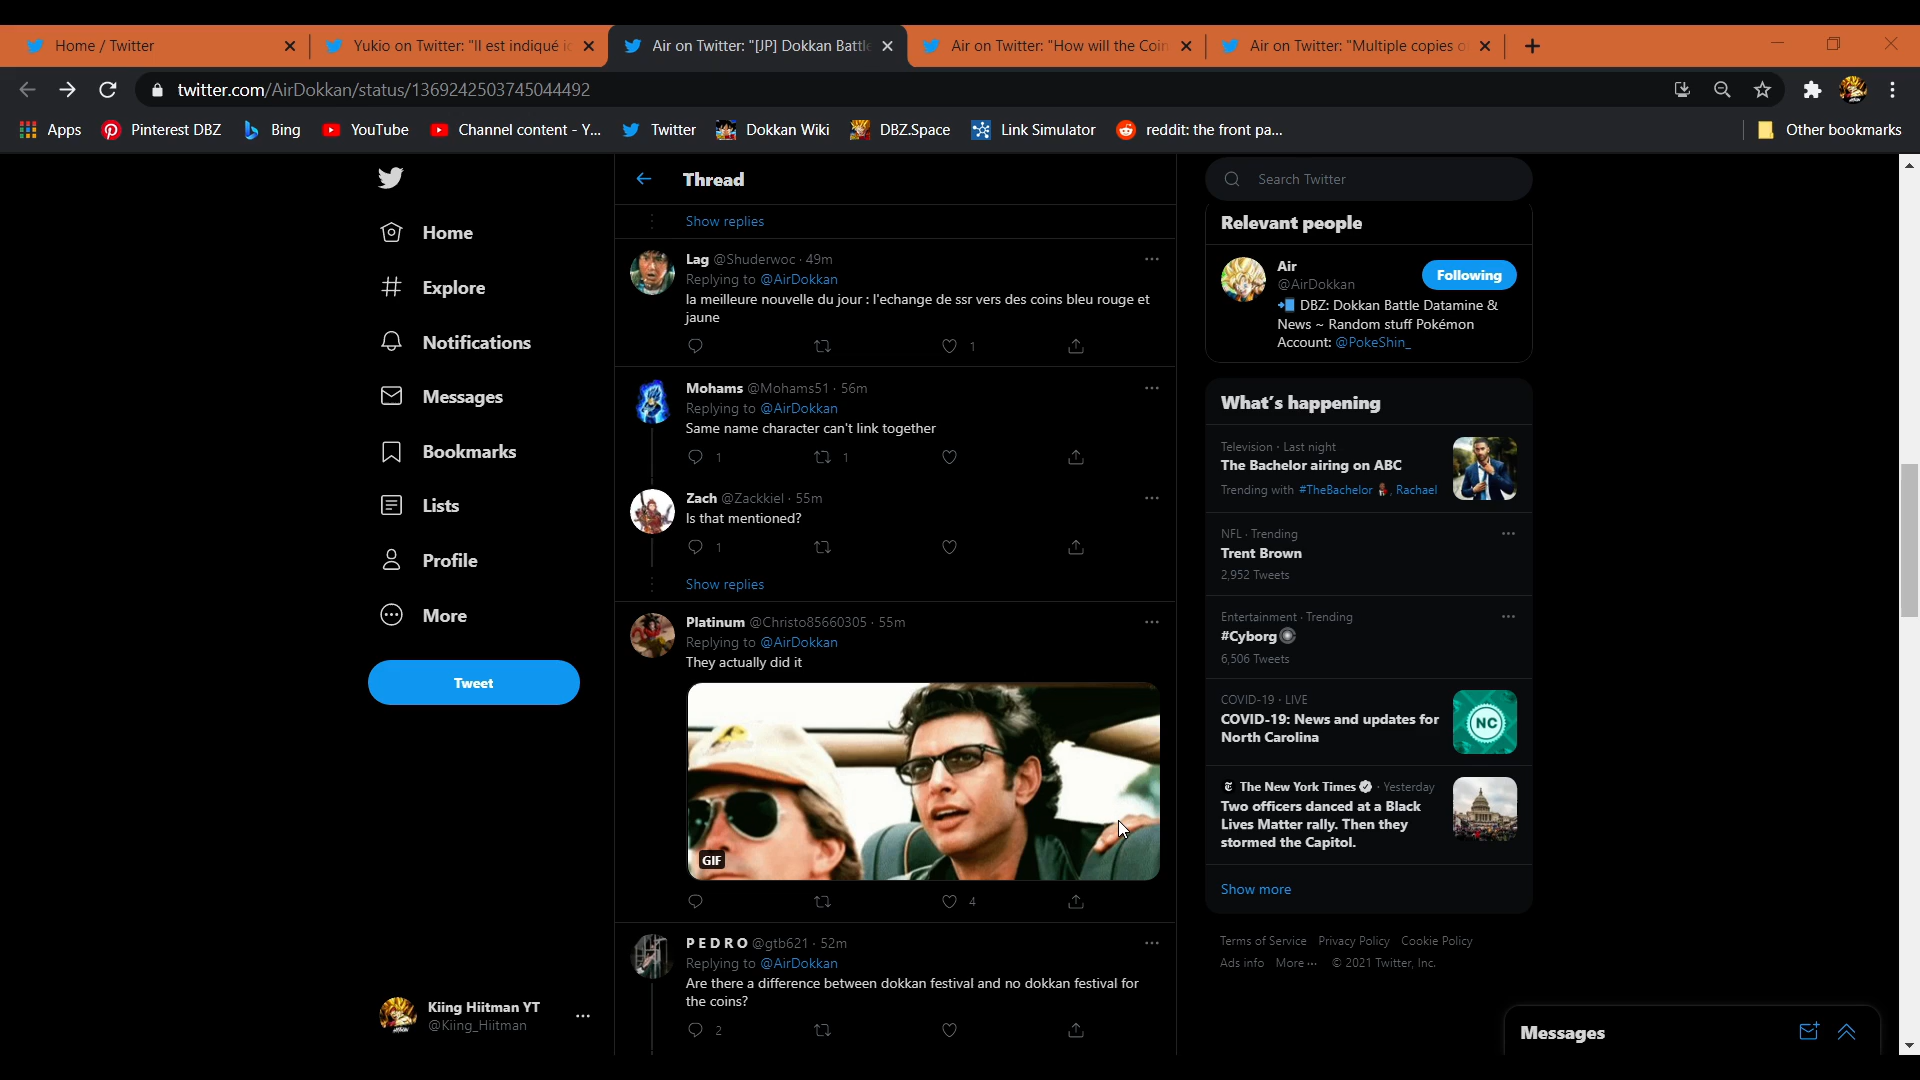 Home / Twitter
Yukio on Twitter: "Il est indiqué ic
Air on Twitter: "[JP] Dokkan Battle
Air on Twitter: "How will the Coin
Air on Twitter: "Multiple copies o
twitter.com/AirDokkan/status/1369242503745044492
Apps
Pinterest DBZ
Bing
YouTube
Channel content - Y...
Twitter
Dokkan Wiki
DBZ.Space
Link Simulator
reddit: the front pa...
Other bookmarks
Home
Explore
Notifications
Messages
Bookmarks
Lists
Profile
More
Tweet
Kiing Hiitman YT
@Kiing_Hiitman
Thread
Show replies
Lag @Shuderwoc · 49m
Replying to @AirDokkan
la meilleure nouvelle du jour : l'echange de ssr vers des coins bleu rouge et
jaune
1
Mohams @Mohams51 · 56m
Replying to @AirDokkan
Same name character can't link together
1 1
Zach @Zackkiel · 55m
Is that mentioned?
1
Show replies
Platinum @Christo85660305 · 55m
Replying to @AirDokkan
They actually did it
GIF
4
P E D R O @gtb621 · 52m
Replying to @AirDokkan
Are there a difference between dokkan festival and no dokkan festival for
the coins?
2
Search Twitter
Relevant people
Air
@AirDokkan
Following
DBZ: Dokkan Battle Datamine &
News ~ Random stuff Pokémon
Account: @PokeShin_
What's happening
Television · Last night
The Bachelor airing on ABC
Trending with #TheBachelor , Rachael
NFL · Trending
Trent Brown
2,952 Tweets
Entertainment · Trending
#Cyborg
6,506 Tweets
COVID-19 · LIVE
COVID-19: News and updates for
North Carolina
NC
The New York Times · Yesterday
Two officers danced at a Black
Lives Matter rally. Then they
stormed the Capitol.
Show more
Terms of Service Privacy Policy Cookie Policy
Ads info More ··· © 2021 Twitter, Inc.
Messages